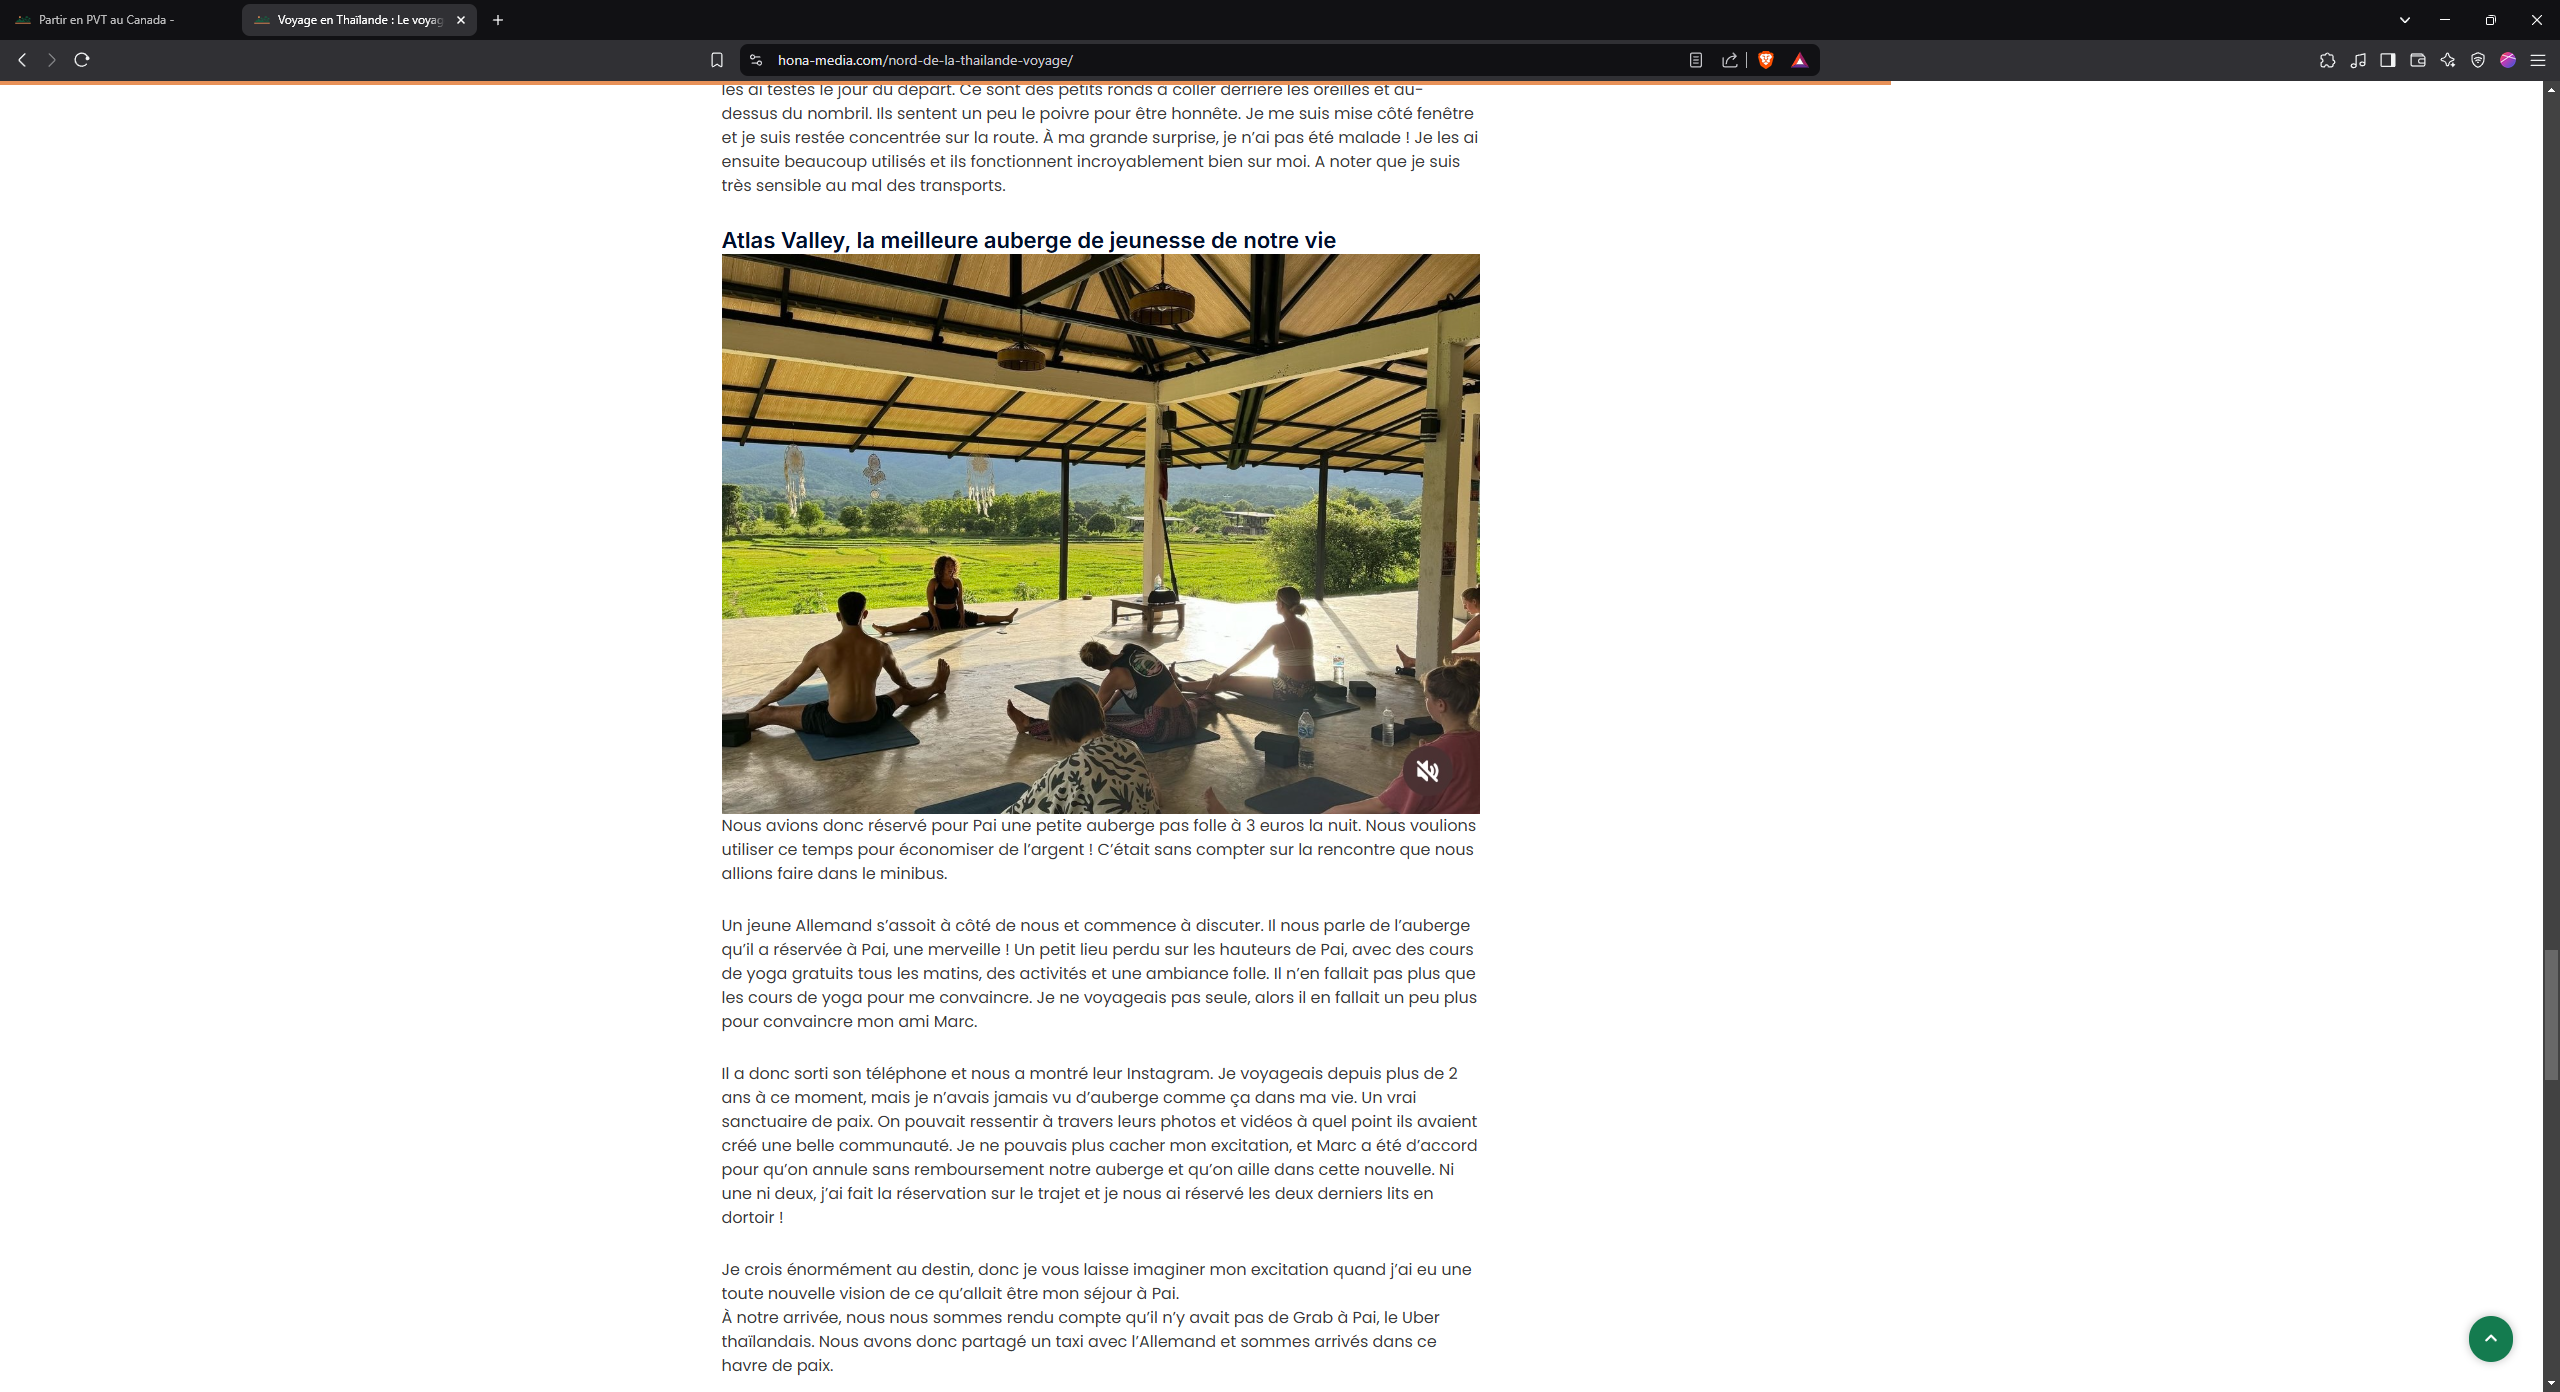 Partir en PVT au Canada -
Voyage en Thaïlande : Le voyag
hona-media.com/nord-de-la-thailande-voyage/
les ai testés le jour du départ. Ce sont des petits ronds à coller derrière les oreilles et au-
dessus du nombril. Ils sentent un peu le poivre pour être honnête. Je me suis mise côté fenêtre
et je suis restée concentrée sur la route. À ma grande surprise, je n’ai pas été malade ! Je les ai
ensuite beaucoup utilisés et ils fonctionnent incroyablement bien sur moi. A noter que je suis
très sensible au mal des transports.
Atlas Valley, la meilleure auberge de jeunesse de notre vie
Nous avions donc réservé pour Pai une petite auberge pas folle à 3 euros la nuit. Nous voulions
utiliser ce temps pour économiser de l’argent ! C’était sans compter sur la rencontre que nous
allions faire dans le minibus.
Un jeune Allemand s’assoit à côté de nous et commence à discuter. Il nous parle de l’auberge
qu’il a réservée à Pai, une merveille ! Un petit lieu perdu sur les hauteurs de Pai, avec des cours
de yoga gratuits tous les matins, des activités et une ambiance folle. Il n’en fallait pas plus que
les cours de yoga pour me convaincre. Je ne voyageais pas seule, alors il en fallait un peu plus
pour convaincre mon ami Marc.
Il a donc sorti son téléphone et nous a montré leur Instagram. Je voyageais depuis plus de 2
ans à ce moment, mais je n’avais jamais vu d’auberge comme ça dans ma vie. Un vrai
sanctuaire de paix. On pouvait ressentir à travers leurs photos et vidéos à quel point ils avaient
créé une belle communauté. Je ne pouvais plus cacher mon excitation, et Marc a été d’accord
pour qu’on annule sans remboursement notre auberge et qu’on aille dans cette nouvelle. Ni
une ni deux, j’ai fait la réservation sur le trajet et je nous ai réservé les deux derniers lits en
dortoir !
Je crois énormément au destin, donc je vous laisse imaginer mon excitation quand j’ai eu une
toute nouvelle vision de ce qu’allait être mon séjour à Pai.
À notre arrivée, nous nous sommes rendu compte qu’il n’y avait pas de Grab à Pai, le Uber
thaïlandais. Nous avons donc partagé un taxi avec l’Allemand et sommes arrivés dans ce
havre de paix.